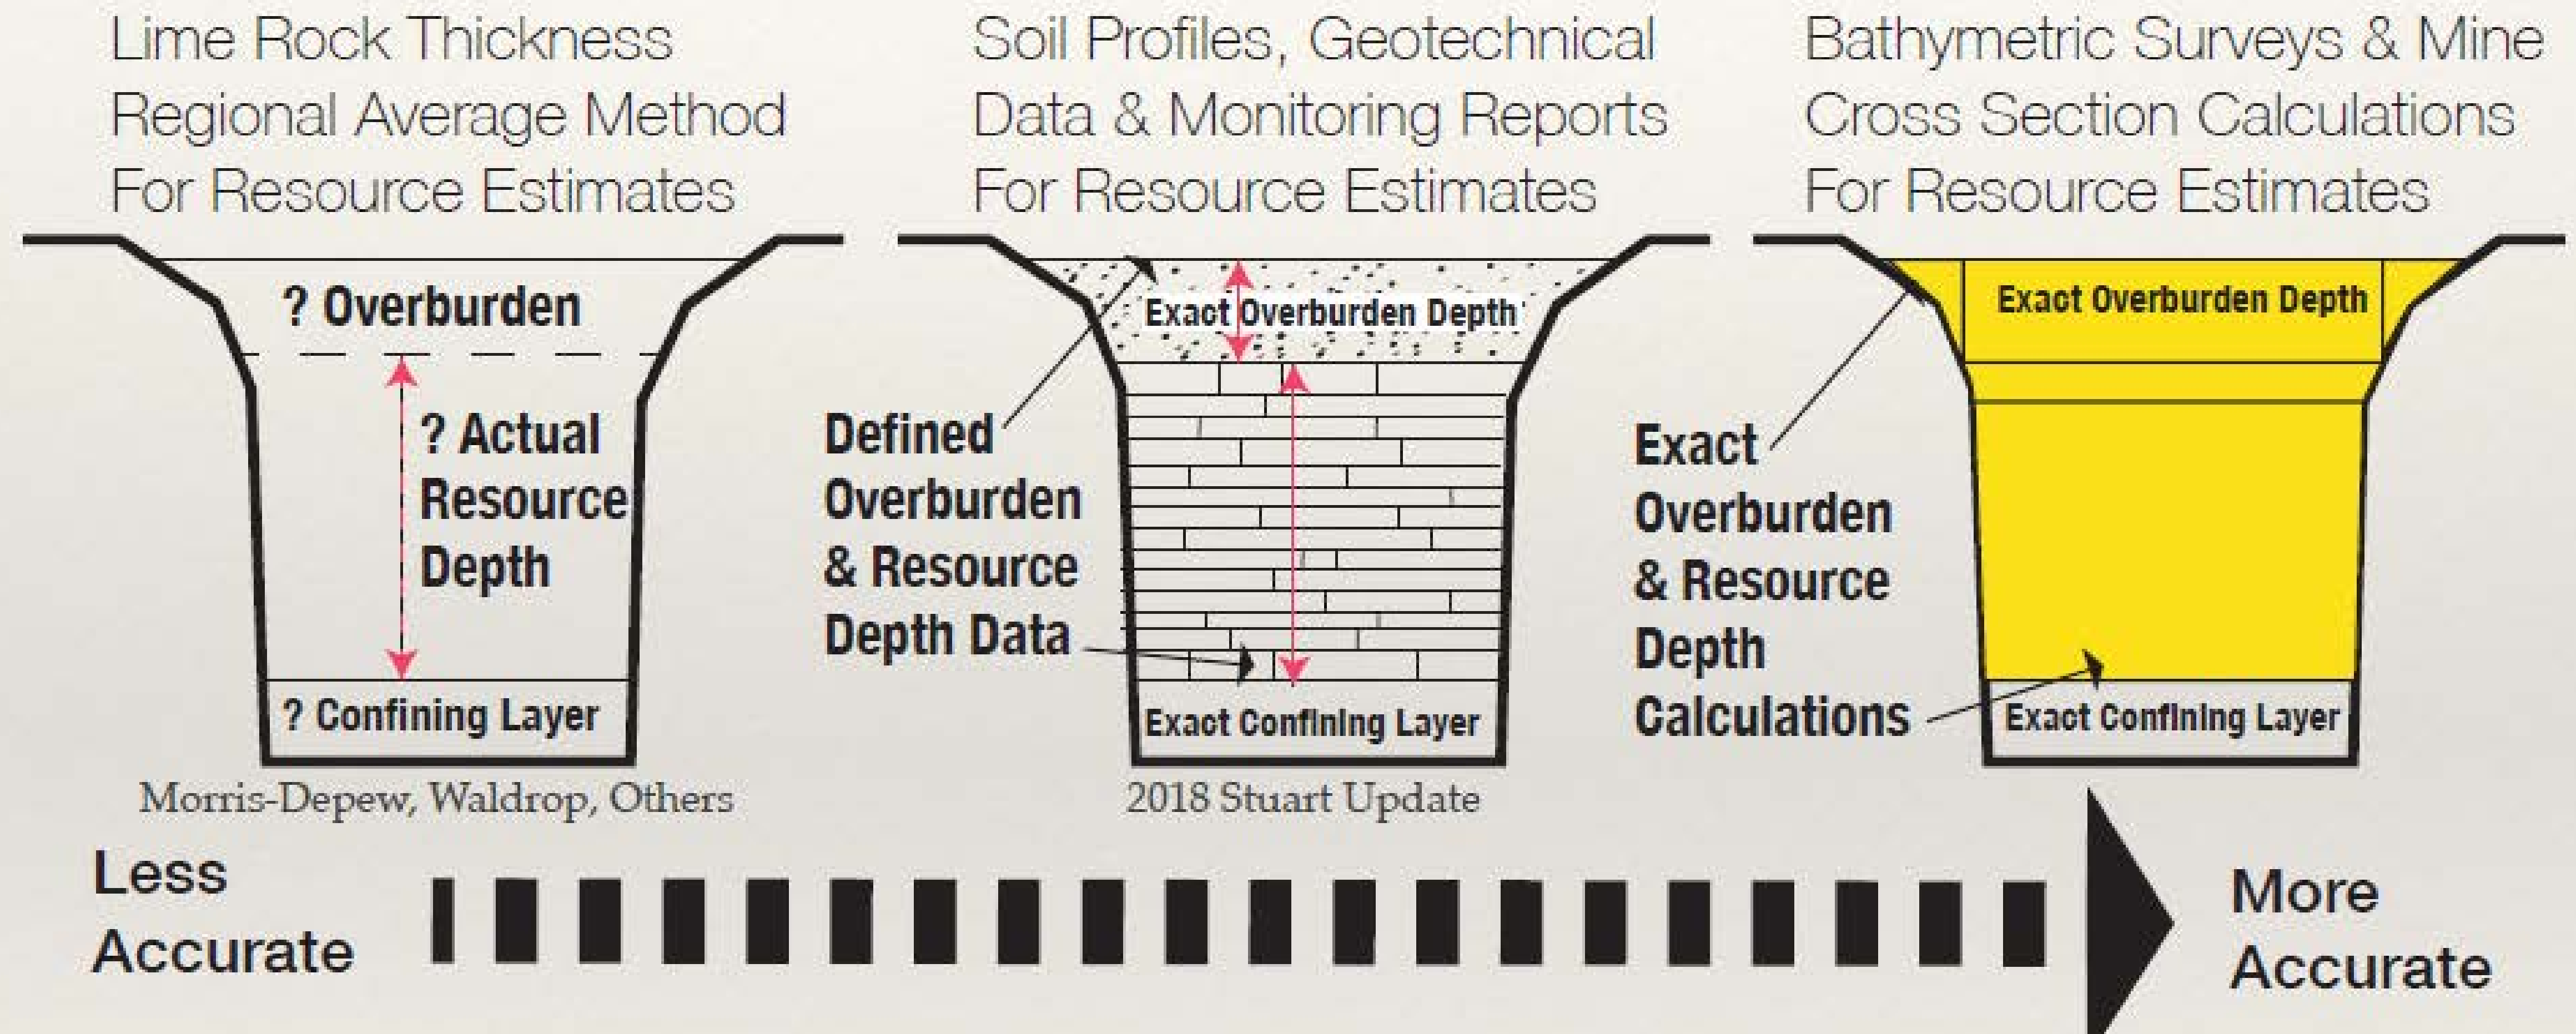 Lime Rock Thickness
Regional Average Method
For Resource Estimates
? Overburden
? Actual
Resource
Depth
? Confining Layer
Morris-Depew, Waldrop, Others
Soil Profiles, Geotechnical
Data & Monitoring Reports
For Resource Estimates
Exact Overburden Depth
Defined
Overburden
& Resource
Depth Data
Exact Confining Layer
2018 Stuart Update
Bathymetric Surveys & Mine
Cross Section Calculations
For Resource Estimates
Exact Overburden Depth
Exact
Overburden
& Resource
Depth
Calculations
Exact Confining Layer
Less
Accurate
More
Accurate